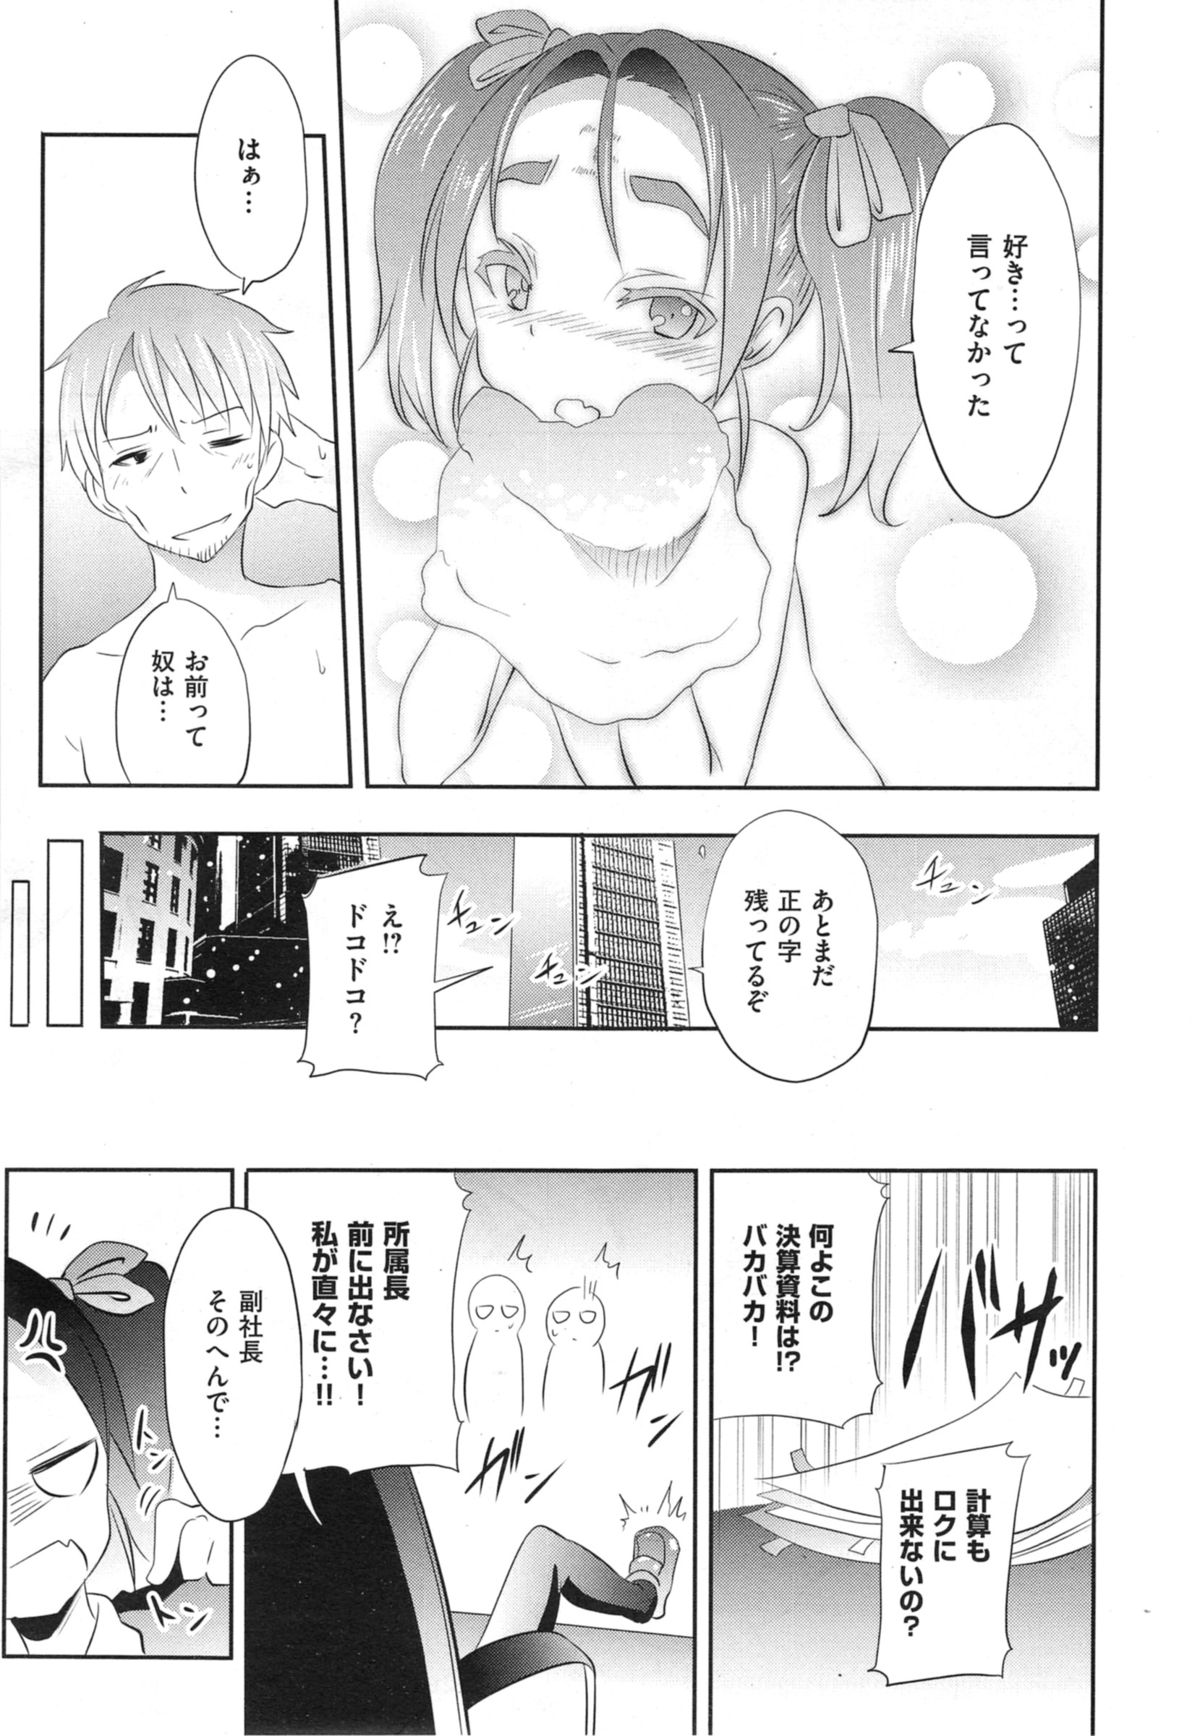 好き…って
言ってなかった
はぁ…
お前って
奴は…
チュン
あとまだ
正の字
残ってるぞ
チュン
チュン
え!?
ドコドコ?
バサッ
何よこの
決算資料は!?
バカバカ!
計算も
ロクに
出来ないの?
所属長
前に出なさい!
私が直々に…!!
バン
バン
副社長
そのへんで…
トン
トン